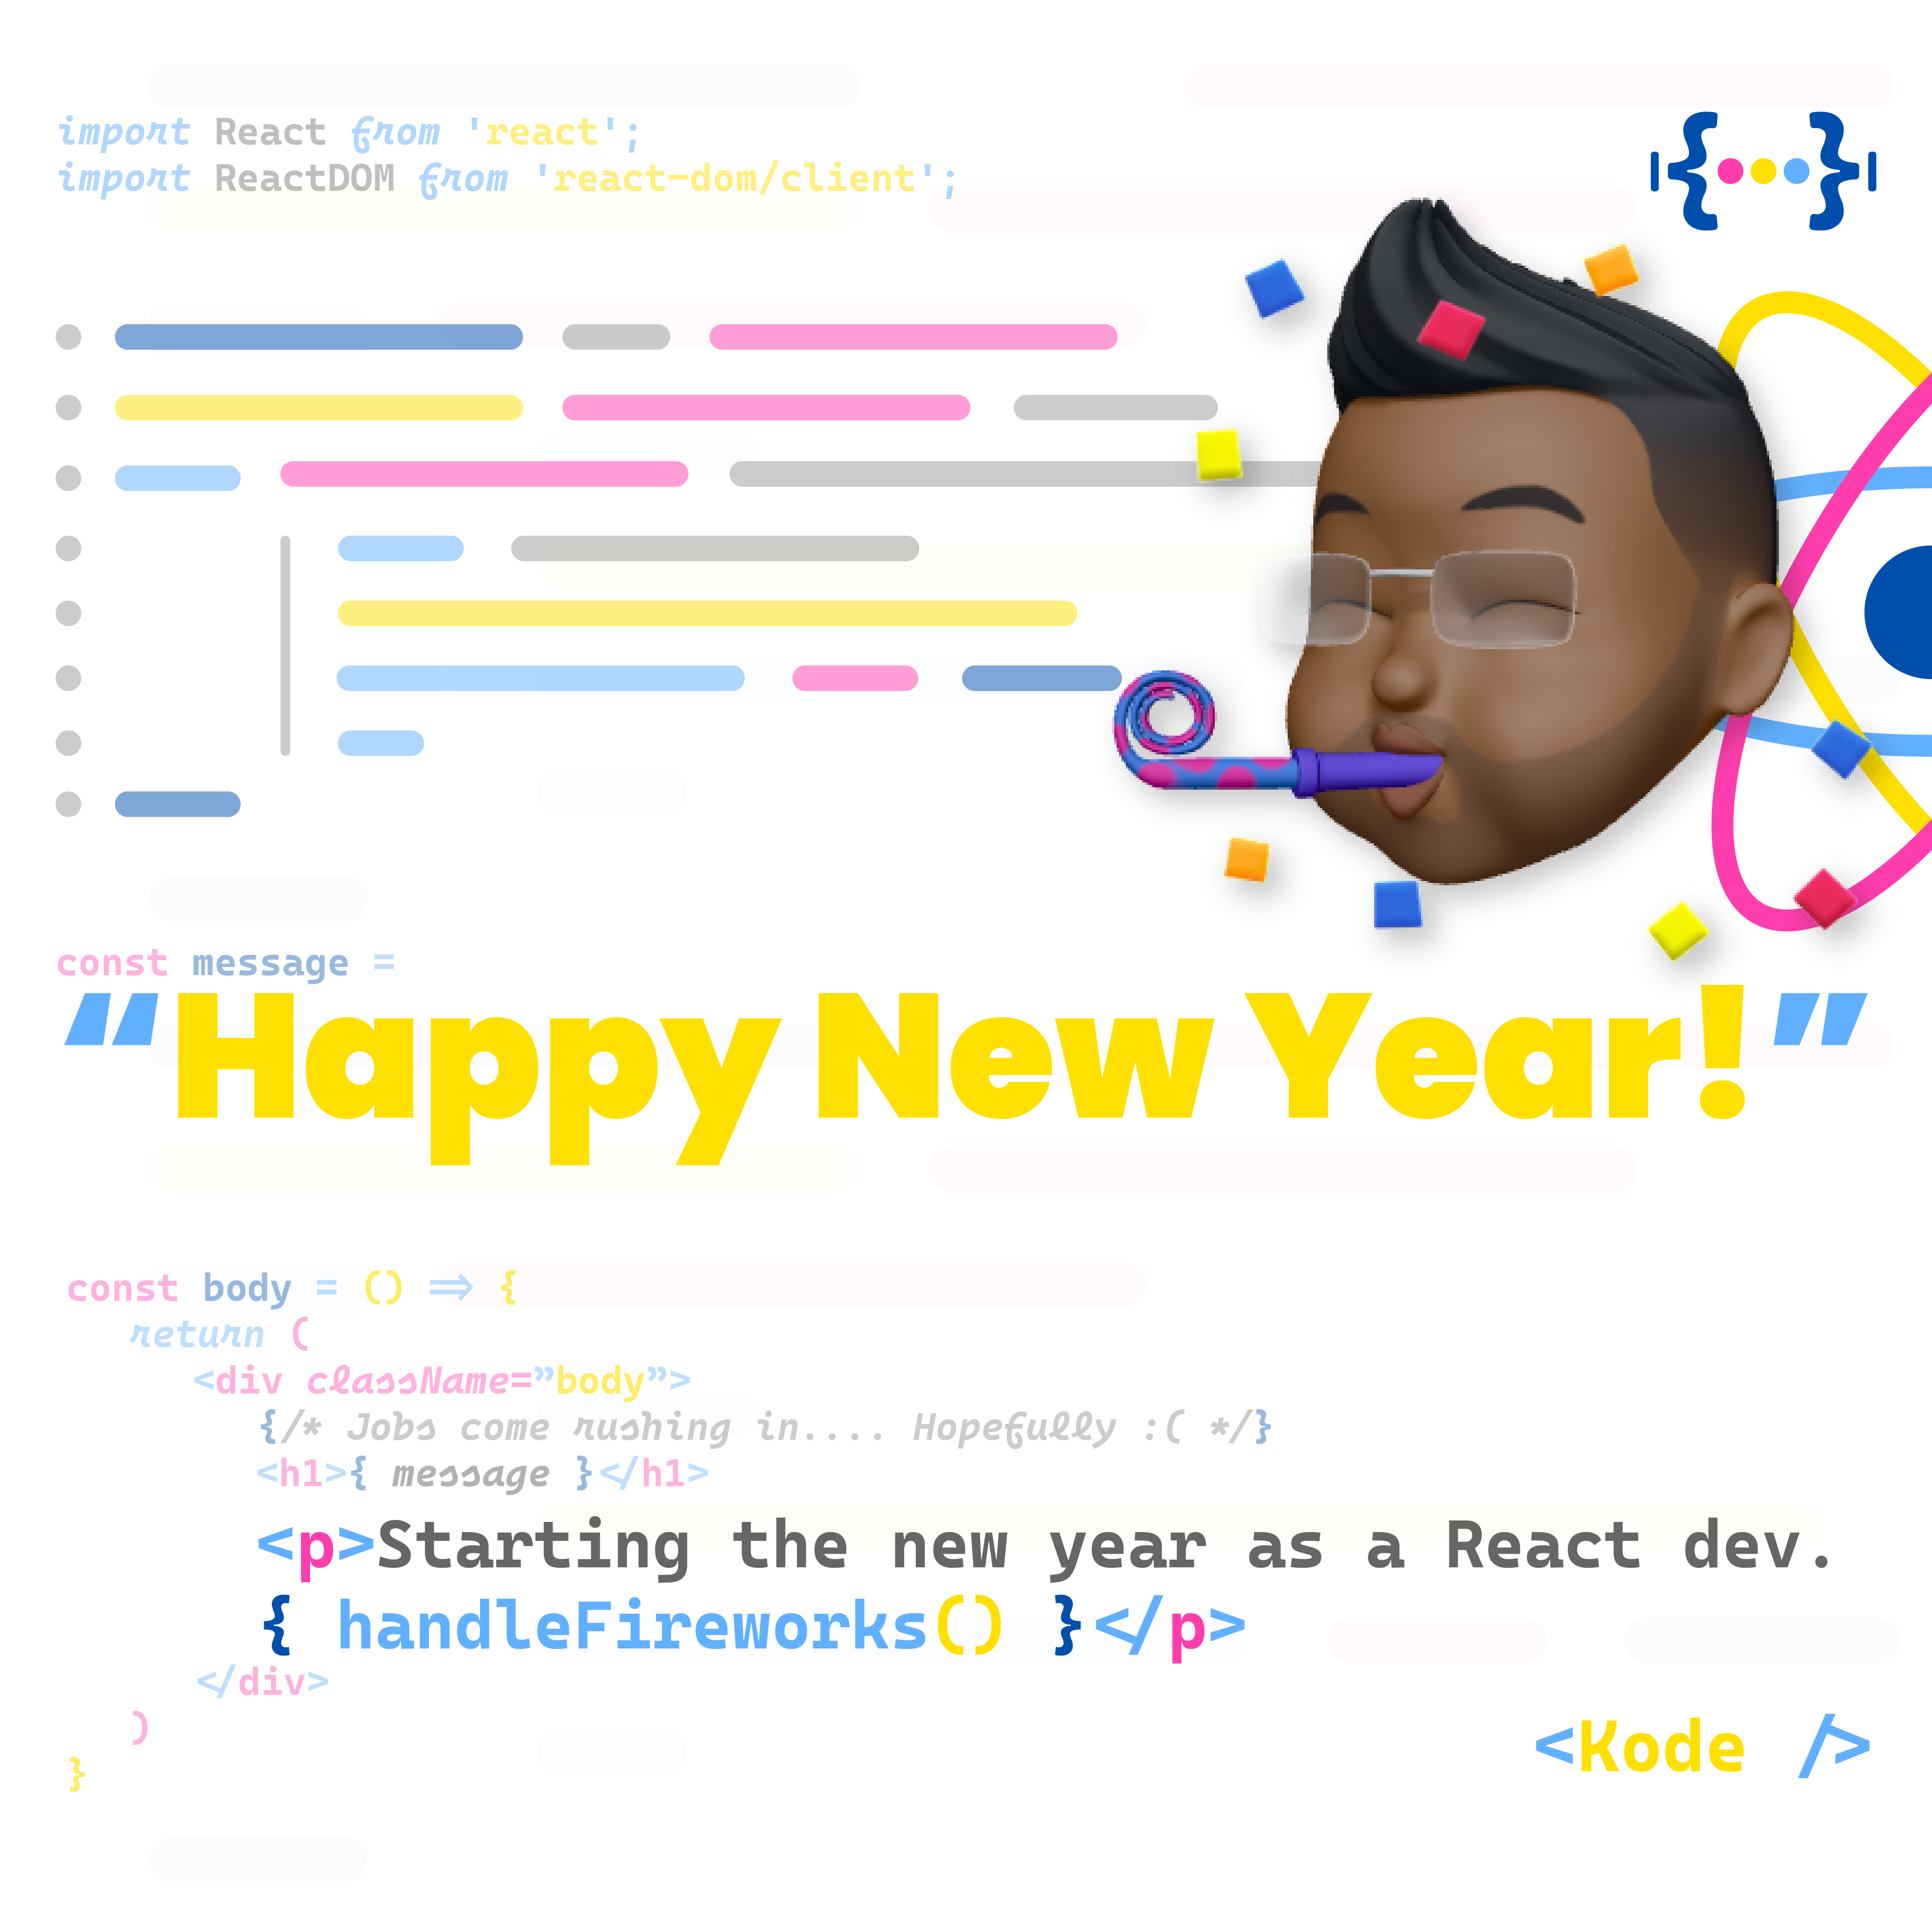 import React from 'react';
import ReactDOM from 'react-dom/client';
{...}
const message =
“Happy New Year!”
const body = () => {
return (
<div className=”body”>
{/* Jobs come rushing in.... Hopefully :( */}
<h1>{ message }</h1>
<p>Starting the new year as a React dev.
{ handleFireworks() }</p>
</div>
)
}
<Kode />